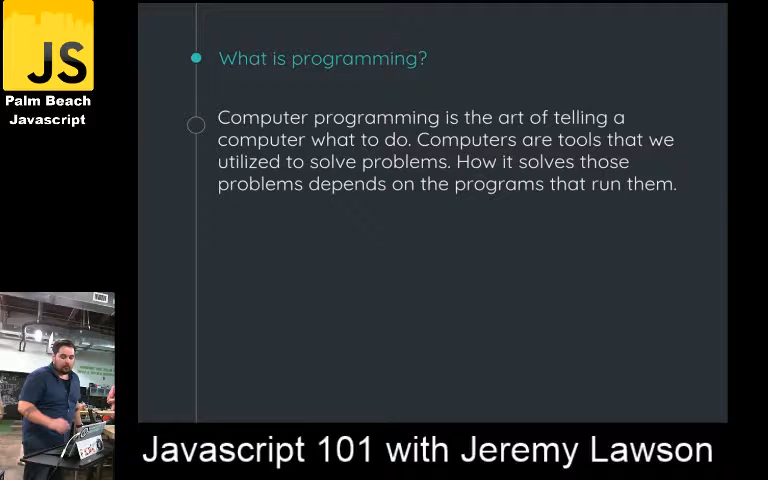 JS
Palm Beach
Javascript
What is programming?
Computer programming is the art of telling a
computer what to do. Computers are tools that we
utilized to solve problems. How it solves those
problems depends on the programs that run them.
Javascript 101 with Jeremy Lawson